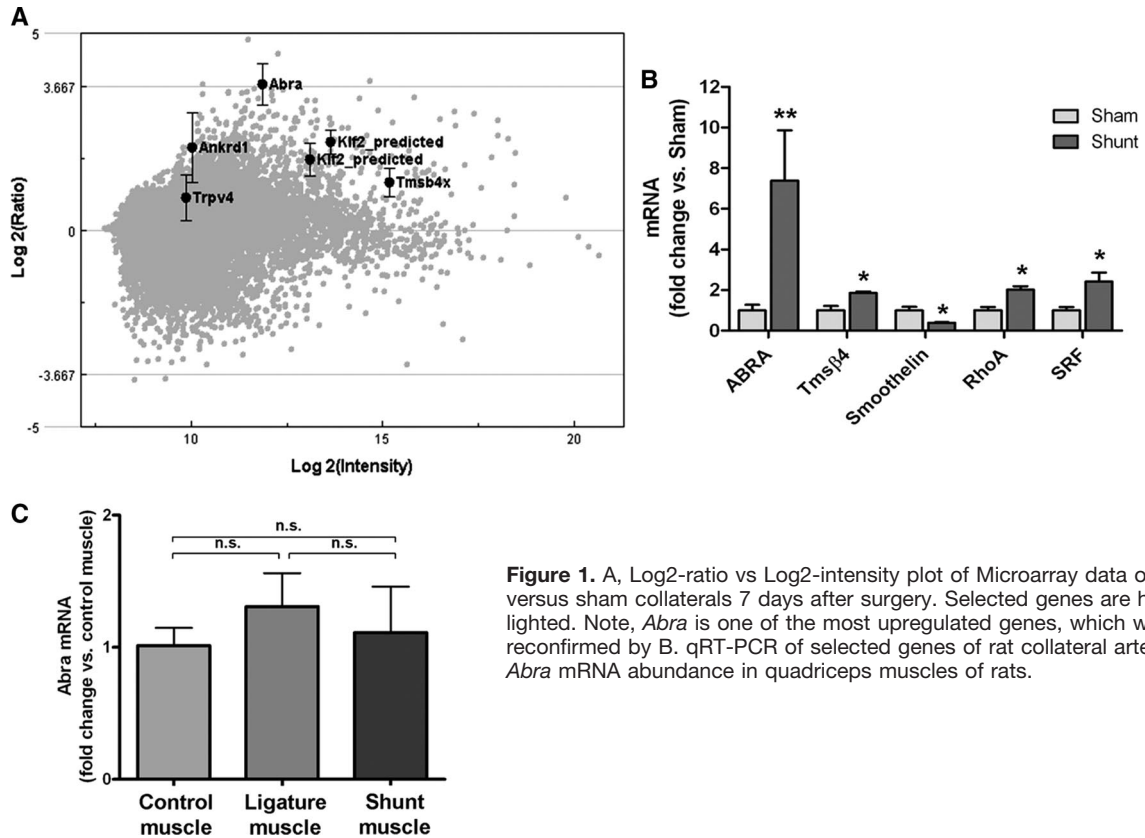 A
5
3.667
0
-3.667
-5
Log 2(Ratio)
Abra
Klf2_predicted
Ankrd1
Klf2_predicted
Tmsb4x
Trpv4
10
15
20
Log 2(Intensity)
B
mRNA
(fold change vs. Sham)
12
10
8
6
4
2
0
**
*
*
*
*
Sham
Shunt
ABRA
Tmsβ4
Smoothelin
RhoA
SRF
C
Abra mRNA
(fold change vs. control muscle)
2
1
0
n.s.
n.s.
n.s.
Control
muscle
Ligature
muscle
Shunt
muscle
Figure 1. A, Log2-ratio vs Log2-intensity plot of Microarray data o
versus sham collaterals 7 days after surgery. Selected genes are h
lighted. Note, Abra is one of the most upregulated genes, which w
reconfirmed by B. qRT-PCR of selected genes of rat collateral arte
Abra mRNA abundance in quadriceps muscles of rats.